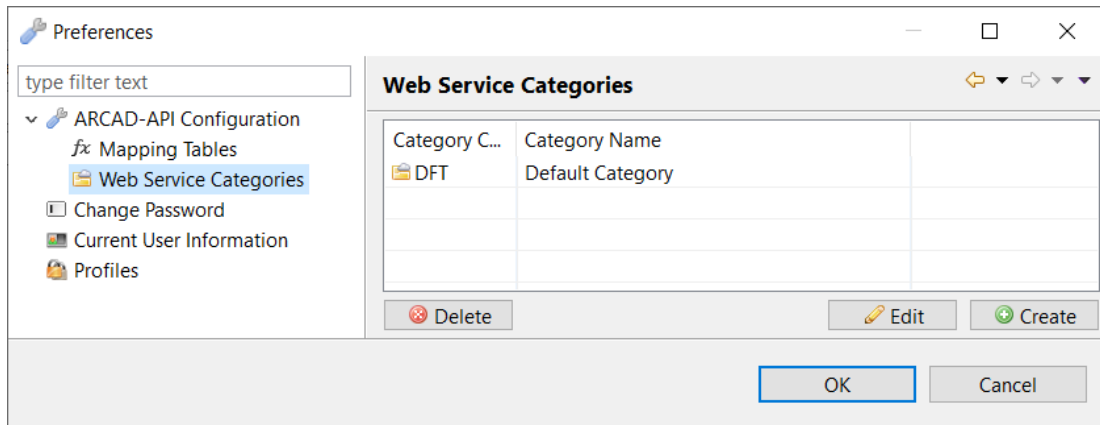 Preferences
type filter text
ARCAD-API Configuration
fx Mapping Tables
Web Service Categories
Change Password
Current User Information
Profiles
Web Service Categories
Category C... Category Name
DFT Default Category
Delete Edit Create
OK Cancel